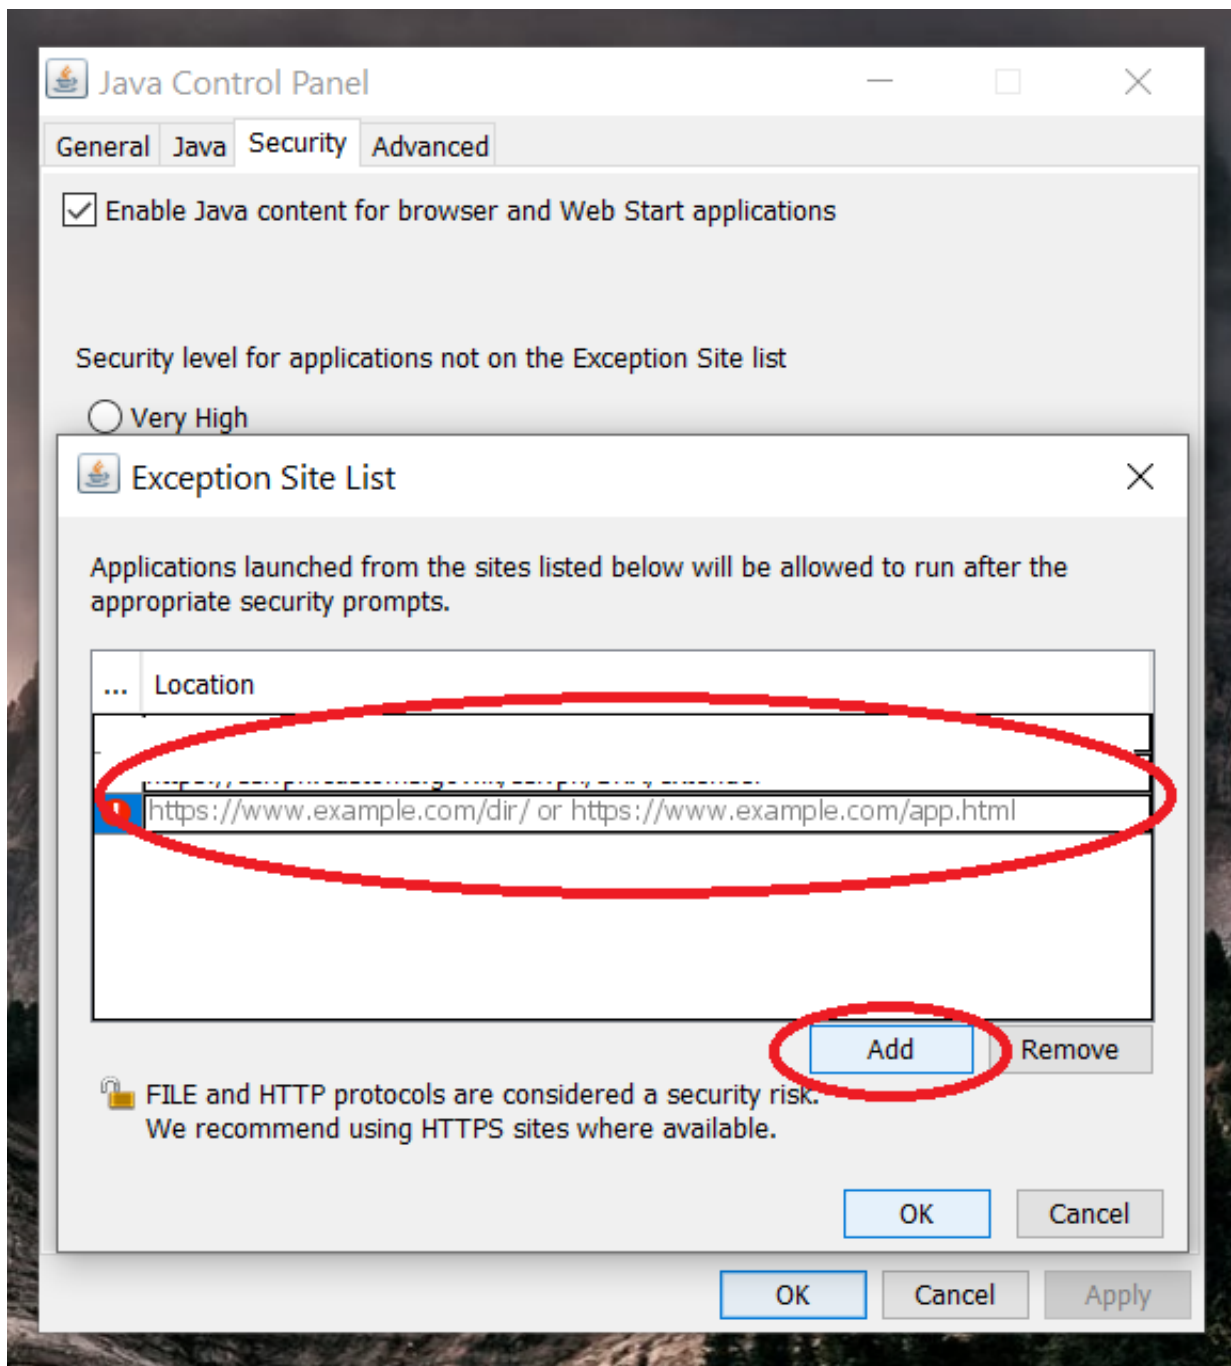 Java Control Panel
General Java Security Advanced
Enable Java content for browser and Web Start applications
Security level for applications not on the Exception Site list
Very High
Exception Site List
Applications launched from the sites listed below will be allowed to run after the
appropriate security prompts.
... Location
https://www.example.com/dir/ or https://www.example.com/app.html
Add Remove
FILE and HTTP protocols are considered a security risk.
We recommend using HTTPS sites where available.
OK Cancel
OK Cancel Apply